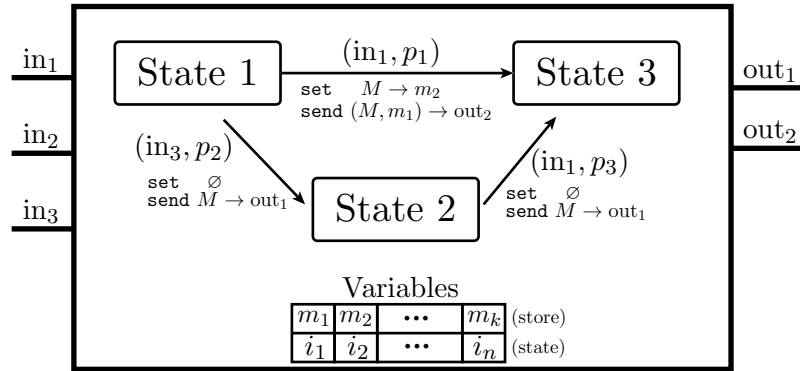 in₁
in₂
in₃
State 1
(in₁, p₁)
set M → m₂
send (M, m₁) → out₂
State 3
out₁
out₂
(in₃, p₂)
set ∅
send M → out₁
State 2
(in₁, p₃)
set ∅
send M → out₁
Variables
m₁ m₂ ••• mₖ (store)
i₁ i₂ ••• iₙ (state)